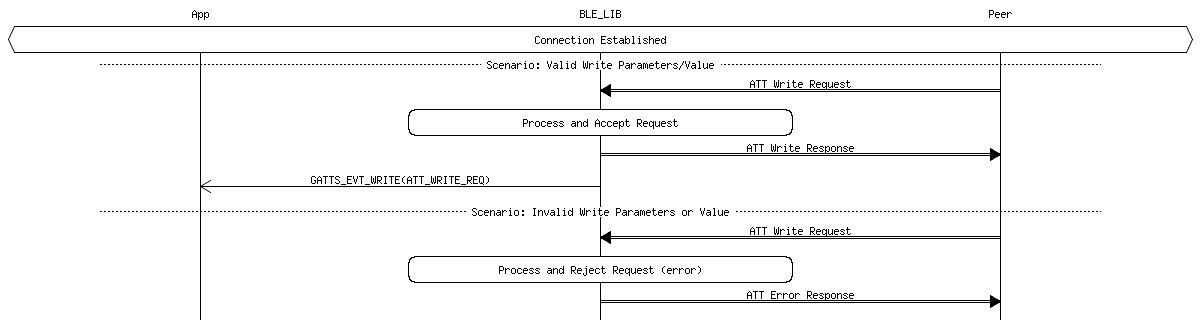 App BLE_LIB Peer
Connection Established
Scenario: Valid Write Parameters/Value
ATT Write Request
Process and Accept Request
ATT Write Response
GATTS_EVT_WRITE(ATT_WRITE_REQ)
Scenario: Invalid Write Parameters or Value
ATT Write Request
Process and Reject Request (error)
ATT Error Response